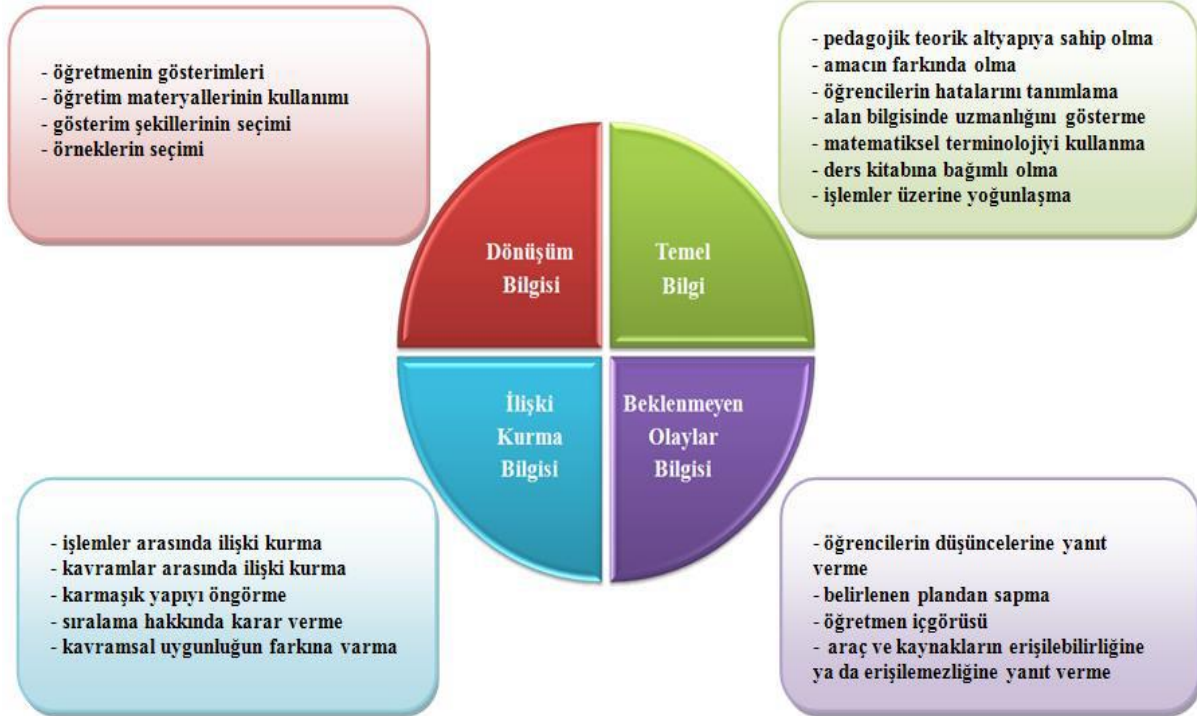 - öğretmenin gösterimleri
- öğretim materyallerinin kullanımı
- gösterim şekillerinin seçimi
- örneklerin seçimi
- pedagojik teorik altyapıya sahip olma
- amacın farkında olma
- öğrencilerin hatalarını tanımlama
- alan bilgisinde uzmanlığını gösterme
- matematiksel terminolojiyi kullanma
- ders kitabına bağımlı olma
- işlemler üzerine yoğunlaşma
Dönüşüm
Bilgisi
Temel
Bilgi
İlişki
Kurma
Bilgisi
Beklenmeyen
Olaylar
Bilgisi
- işlemler arasında ilişki kurma
- kavramlar arasında ilişki kurma
- karmaşık yapıyı öngörme
- sıralama hakkında karar verme
- kavramsal uygunluğun farkına varma
- öğrencilerin düşüncelerine yanıt
verme
- belirlenen plandan sapma
- öğretmen içgörüsü
- araç ve kaynakların erişilebilirliğine
ya da erişilemezliğine yanıt verme